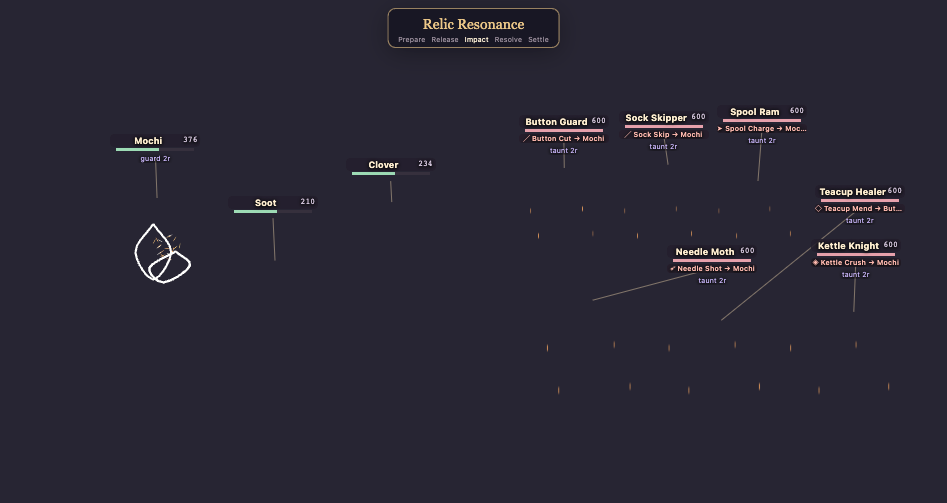 Relic Resonance
Prepare Release Impact Resolve Settle
Mochi 376
guard 2r
Soot 210
Clover 234
Button Guard 600
Button Cut → Mochi
taunt 2r
Sock Skipper 600
Sock Skip → Mochi
taunt 2r
Spool Ram 600
Spool Charge → Moc...
taunt 2r
Teacup Healer 600
Teacup Mend → But...
taunt 2r
Needle Moth 600
Needle Shot → Mochi
taunt 2r
Kettle Knight 600
Kettle Crush → Mochi
taunt 2r